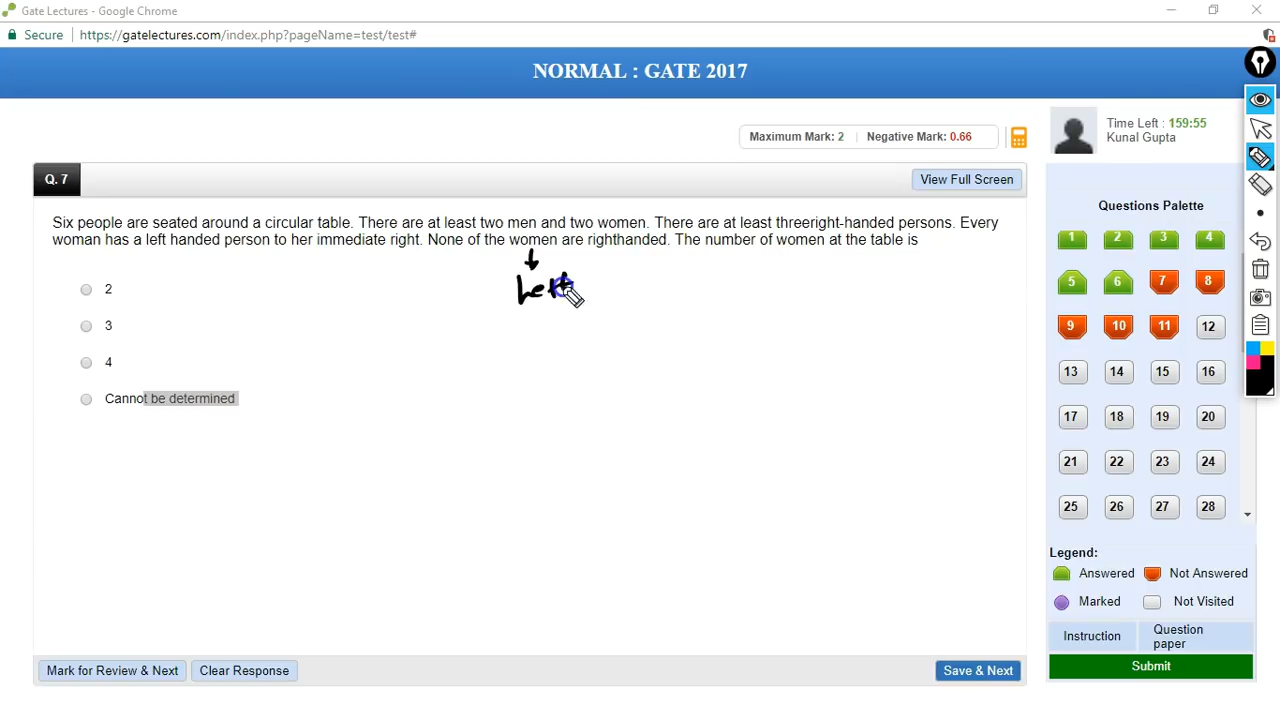 Gate Lectures - Google Chrome
Secure | https://gatelectures.com/index.php?pageName=test/test#
NORMAL : GATE 2017
Maximum Mark: 2 | Negative Mark: 0.66
Time Left : 159:55
Kunal Gupta
Q. 7
View Full Screen
Six people are seated around a circular table. There are at least two men and two women. There are at least threeright-handed persons. Every
woman has a left handed person to her immediate right. None of the women are righthanded. The number of women at the table is
Left
2
3
4
Cannot be determined
Questions Palette
1 2 3 4
5 6 7 8
9 10 11 12
13 14 15 16
17 18 19 20
21 22 23 24
25 26 27 28
Legend:
Answered Not Answered
Marked Not Visited
Instruction Question paper
Mark for Review & Next Clear Response Save & Next
Submit